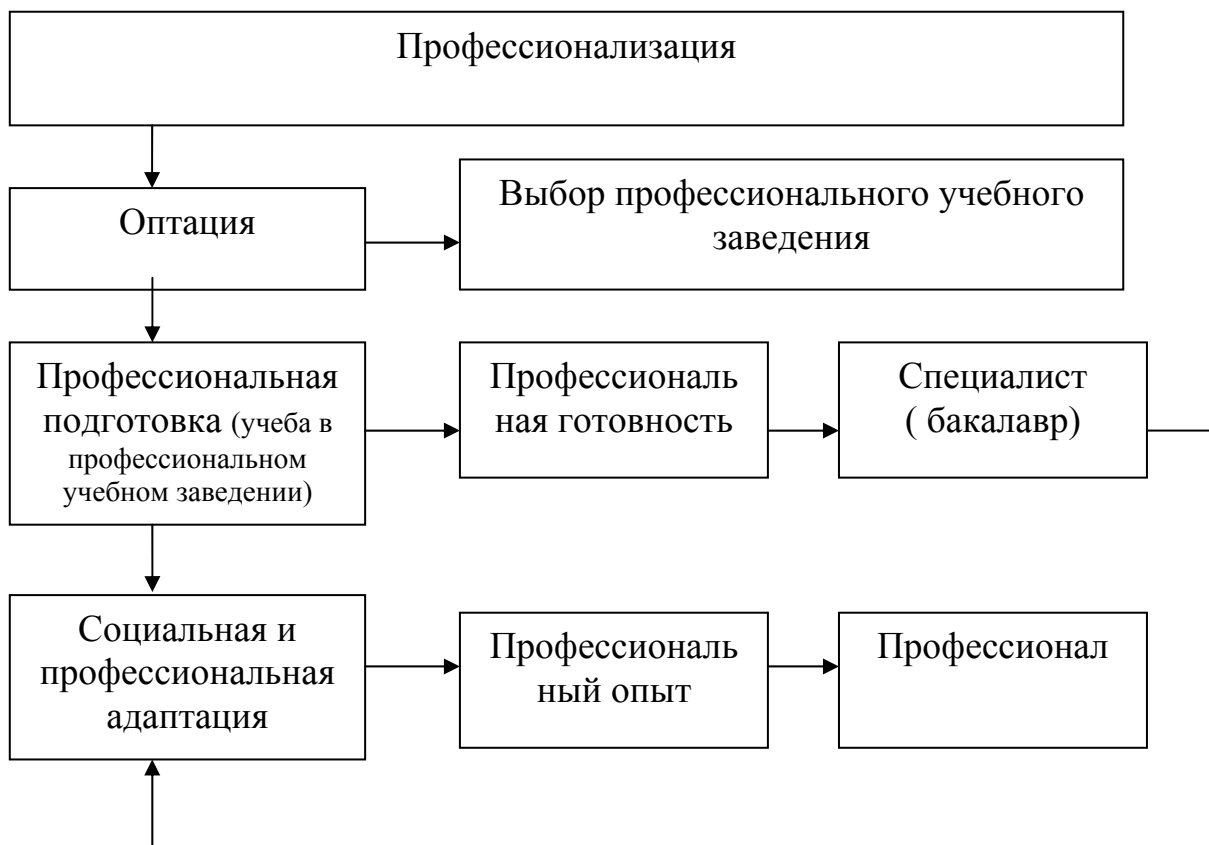 Профессионализация
Оптация
Выбор профессионального учебного
заведения
Профессиональная
подготовка (учеба в
профессиональном
учебном заведении)
Профессиональ
ная готовность
Специалист
( бакалавр)
Социальная и
профессиональная
адаптация
Профессиональ
ный опыт
Профессионал